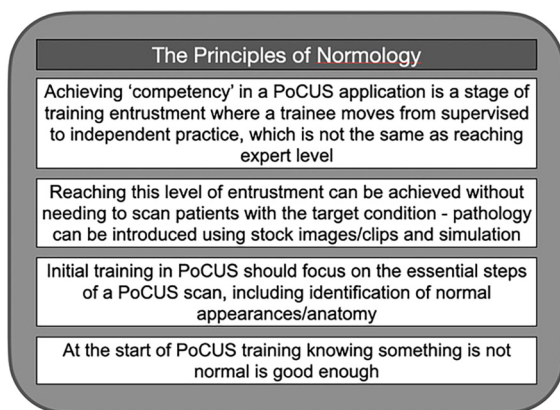 The Principles of Normology
Achieving ‘competency’ in a PoCUS application is a stage of
training entrustment where a trainee moves from supervised
to independent practice, which is not the same as reaching
expert level
Reaching this level of entrustment can be achieved without
needing to scan patients with the target condition - pathology
can be introduced using stock images/clips and simulation
Initial training in PoCUS should focus on the essential steps
of a PoCUS scan, including identification of normal
appearances/anatomy
At the start of PoCUS training knowing something is not
normal is good enough